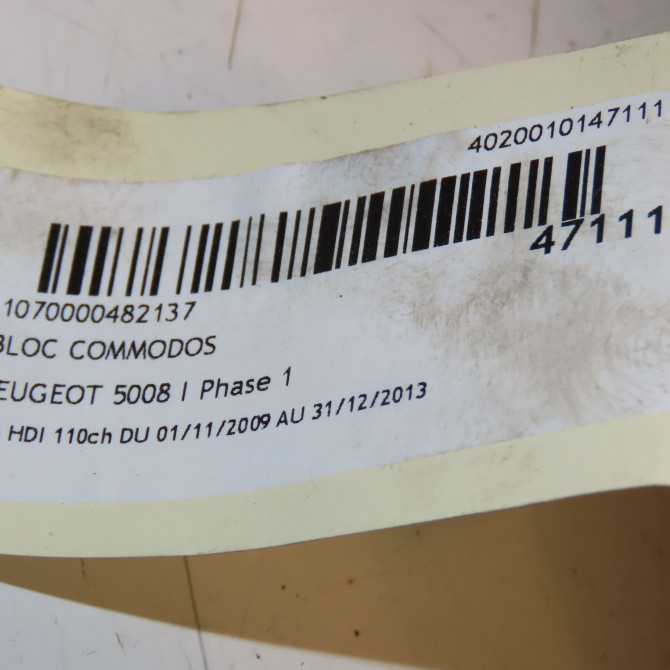 4020010147111
47111
1070000482137
BLOC COMMODOS
EUGEOT 5008 I Phase 1
HDI 110ch DU 01/11/2009 AU 31/12/2013